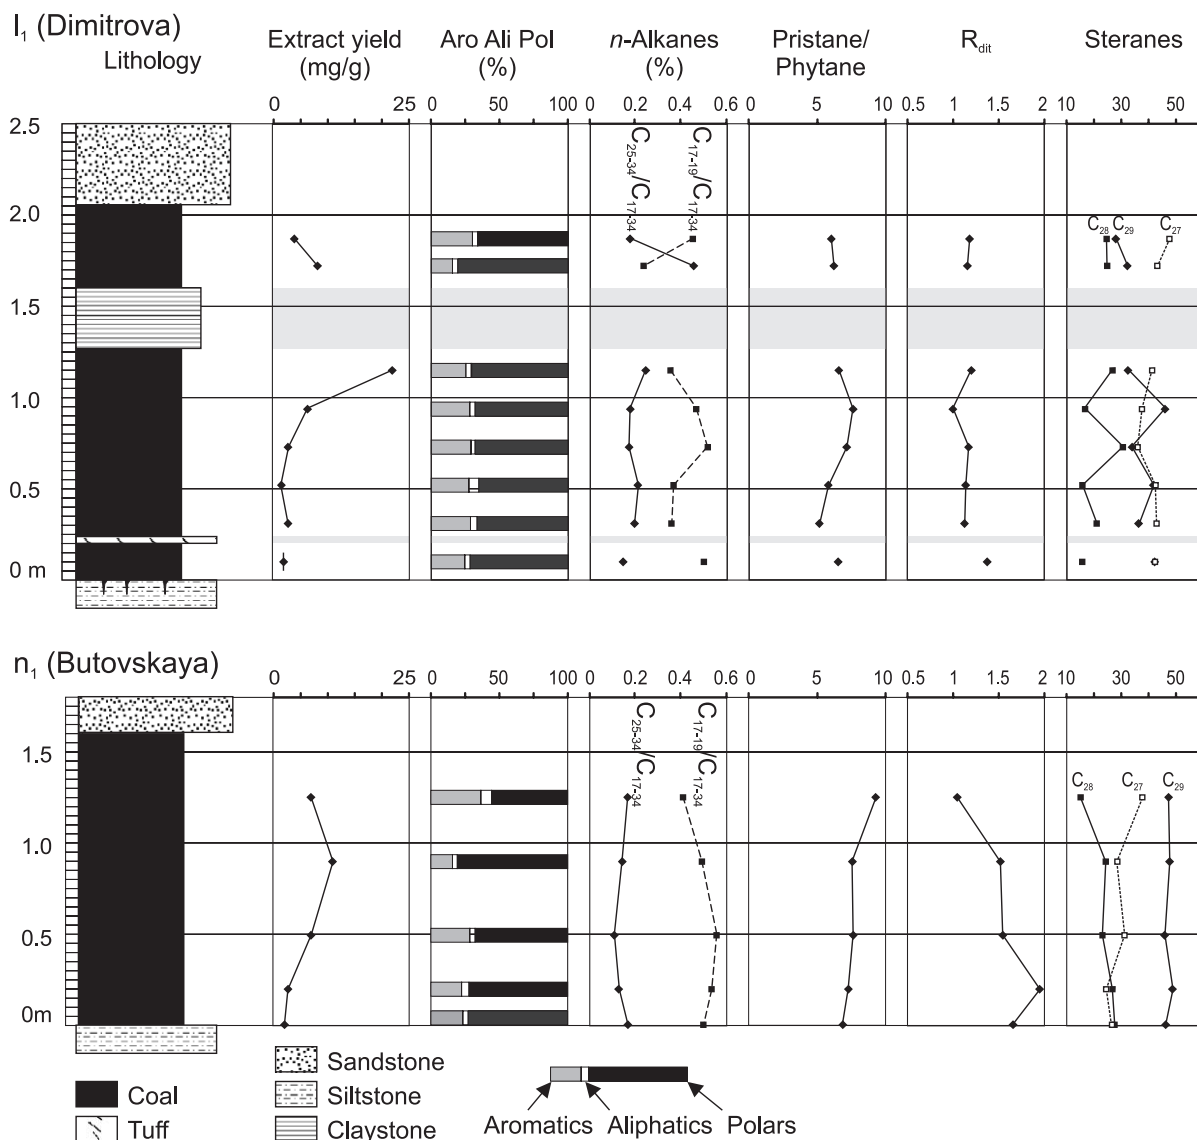 l₁ (Dimitrova)
Lithology
Extract yield (mg/g)
Aro Ali Pol (%)
n-Alkanes (%)
Pristane/Phytane
R_dit
Steranes
0 25
0 50 100
0 0.2 0.4 0.6
0 5 10
0.5 1 1.5 2
10 30 50
2.5
2.0
1.5
1.0
0.5
0 m
C₂₅₋₃₄/C₁₇₋₃₄
C₁₇₋₁₉/C₁₇₋₃₄
C₂₈ C₂₉ C₂₇
n₁ (Butovskaya)
0 25
0 50 100
0 0.2 0.4 0.6
0 5 10
0.5 1 1.5 2
10 30 50
1.5
1.0
0.5
0m
C₂₅₋₃₄/C₁₇₋₃₄
C₁₇₋₁₉/C₁₇₋₃₄
C₂₈ C₂₇ C₂₉
Coal
Tuff
Sandstone
Siltstone
Claystone
Aromatics Aliphatics Polars